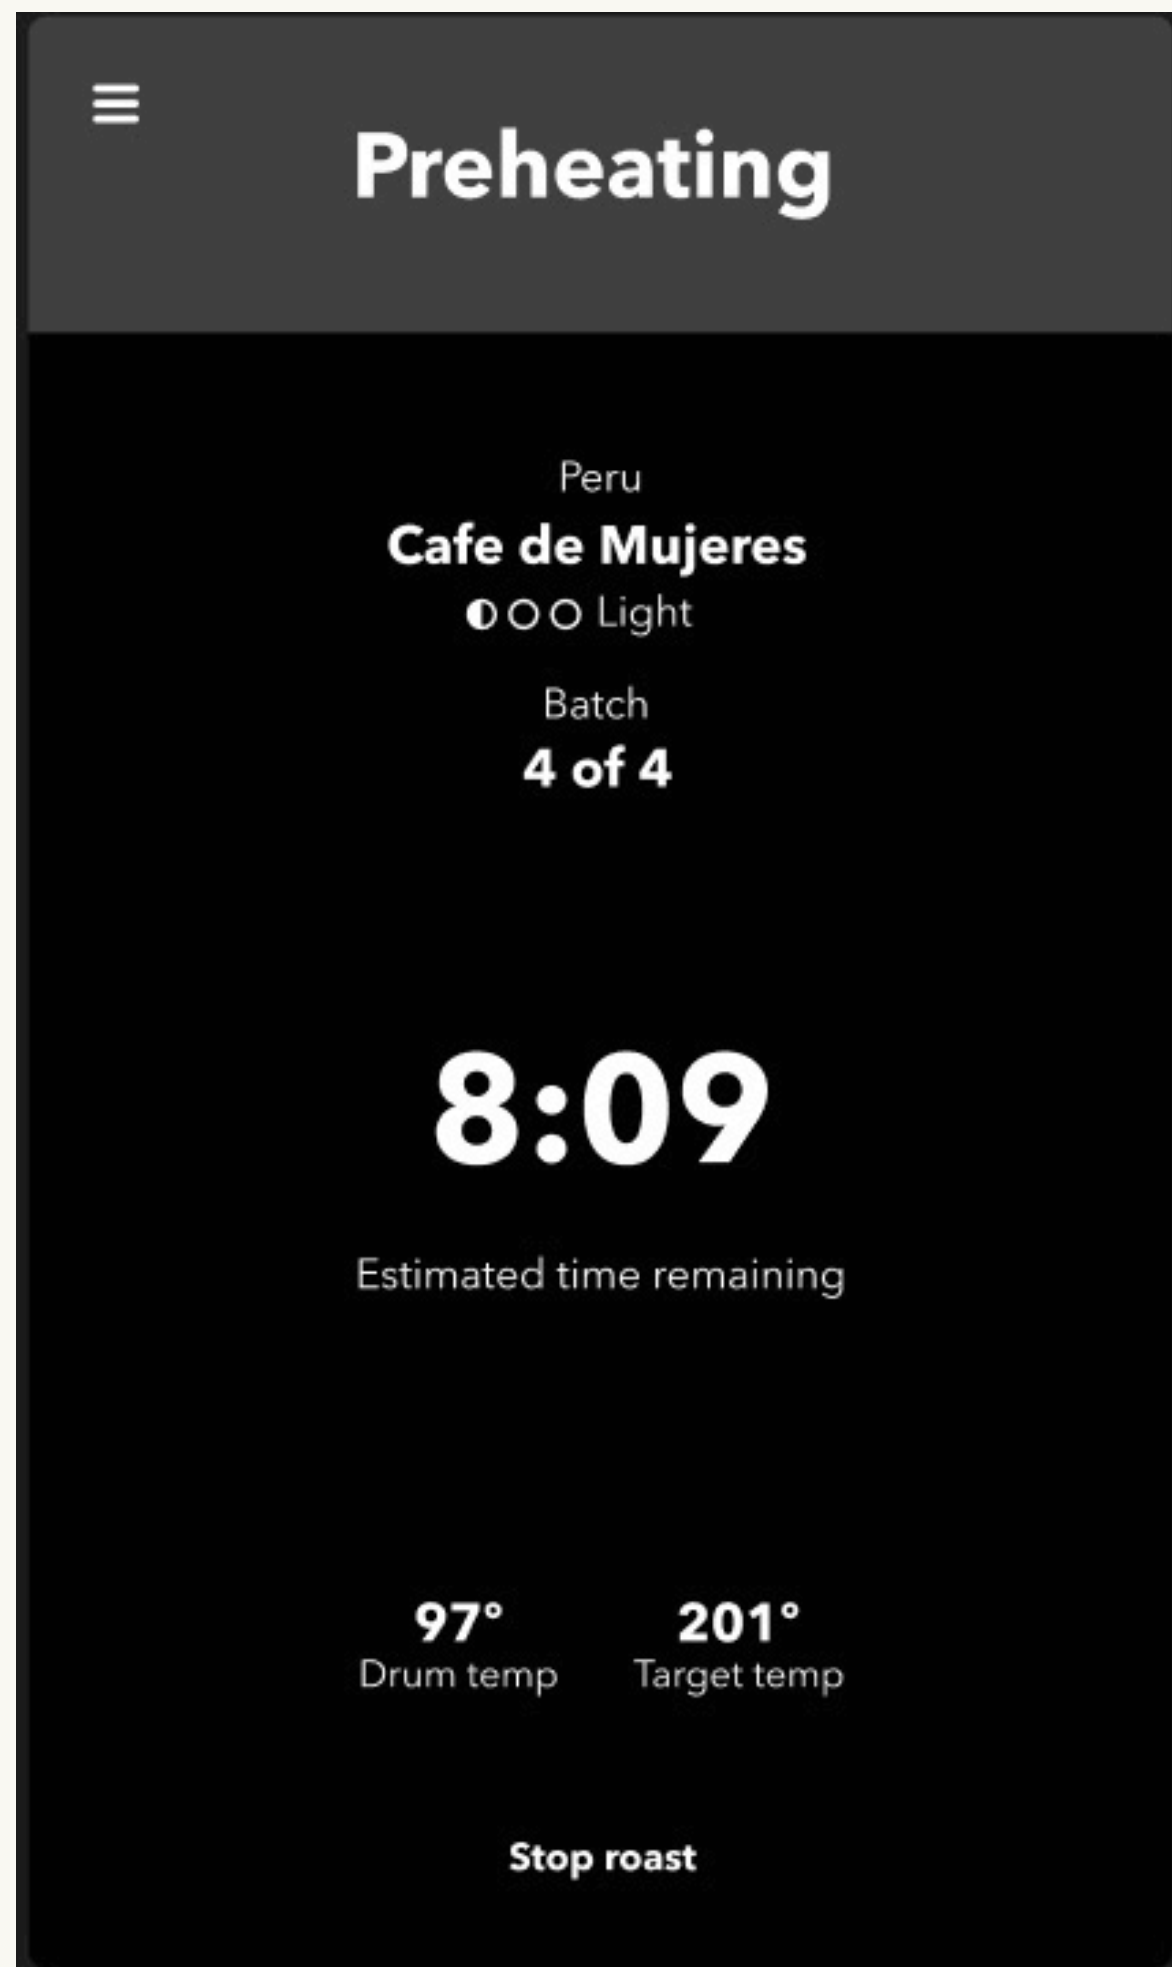 Preheating
Peru
Cafe de Mujeres
Light
Batch
4 of 4
8:09
Estimated time remaining
97° 201°
Drum temp Target temp
Stop roast